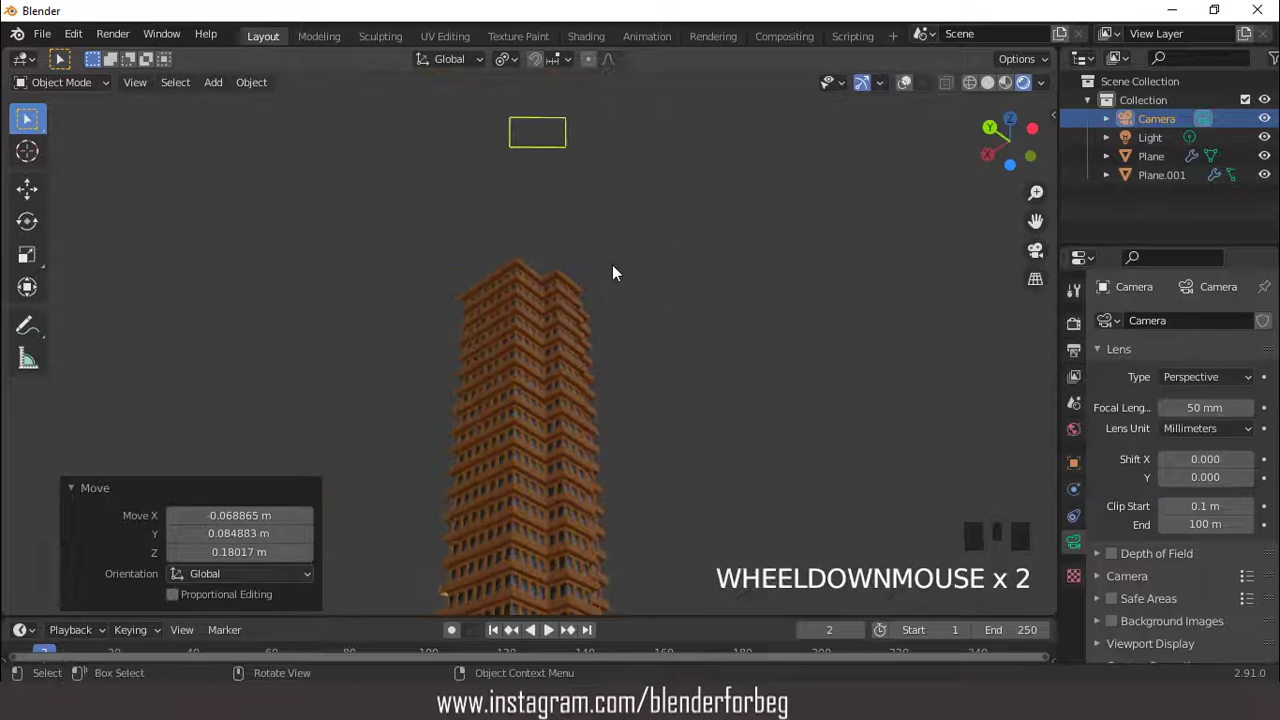 Blender
File Edit Render Window Help Layout Modeling Sculpting UV Editing Texture Paint Shading Animation Rendering Compositing Scripting + Scene View Layer
Global Options
Object Mode View Select Add Object
Scene Collection
Collection
Camera
Light
Plane
Plane.001
Z
Y
X
Camera Camera
Camera
Lens
Type Perspective
Focal Leng... 50 mm
Lens Unit Millimeters
Shift X 0.000
Y 0.000
Clip Start 0.1 m
End 100 m
Depth of Field
Camera
Safe Areas
Background Images
Viewport Display
Move
Move X -0.068865 m
Y 0.084883 m
Z 0.18017 m
Orientation Global
Proportional Editing
WHEELDOWNMOUSE x 2
Playback Keying View Marker 2 Start 1 End 250
Select Box Select Rotate View Object Context Menu 2.91.0
www.instagram.com/blenderforbeg